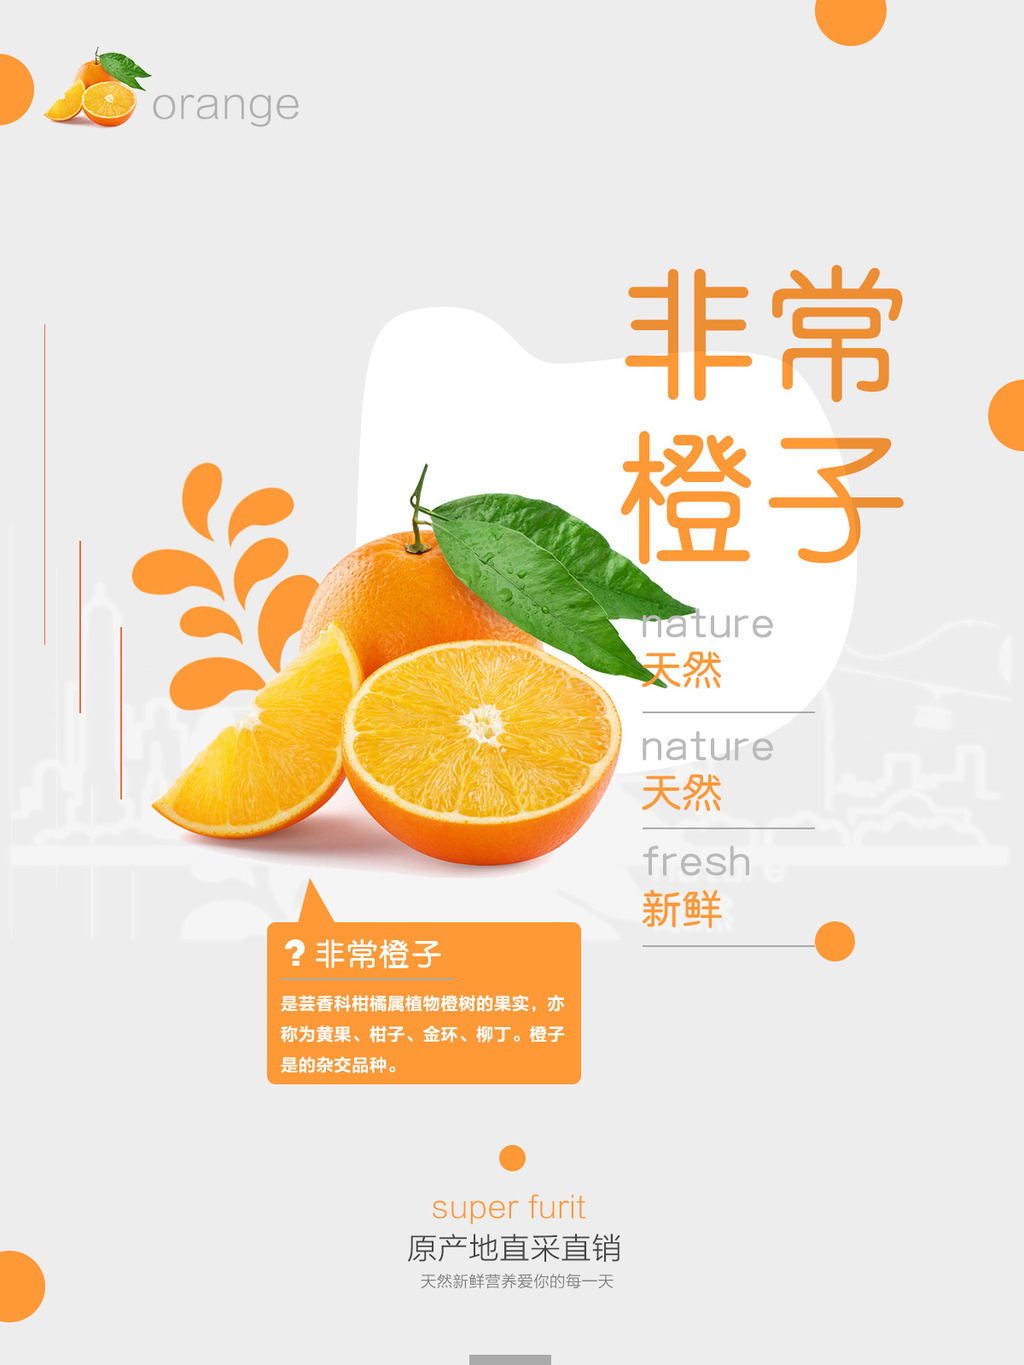 orange
非常
橙子
nature
天然
nature
天然
fresh
新鲜
? 非常橙子
是芸香科柑橘属植物橙树的果实，亦
称为黄果、柑子、金环、柳丁。橙子
是的杂交品种。
super furit
原产地直采直销
天然新鲜营养爱你的每一天